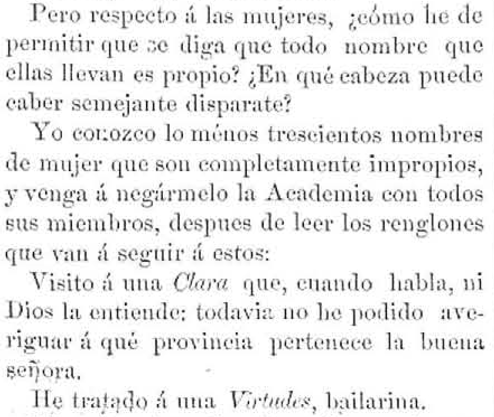 Pero respecto á las mujeres, ¿cómo he de
permitir que se diga que todo nombre que
ellas llevan es propio? ¿En qué cabeza puede
caber semejante disparate?
Yo conozco lo ménos trescientos nombres
de mujer que son completamente impropios,
y venga á negármelo la Academia con todos
sus miembros, despues de leer los renglones
que van á seguir á estos:
Visito á una Clara que, cuando habla, ni
Dios la entiende: todavia no he podido ave-
riguar á qué provincia pertenece la buena
señora.
He tratado á una Virtudes, bailarina,